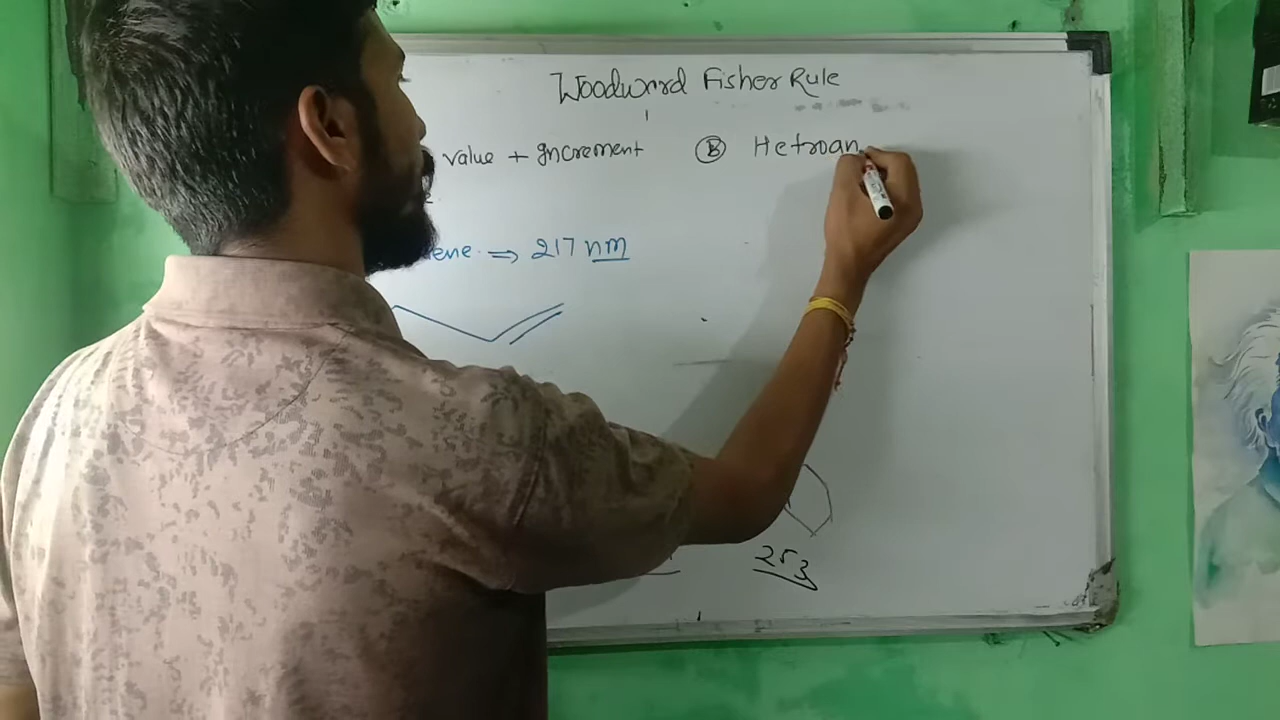 Woodward Fisher Rule
value + Increment
Ⓑ Hetroan
ene. ⇒ 217 nm
253